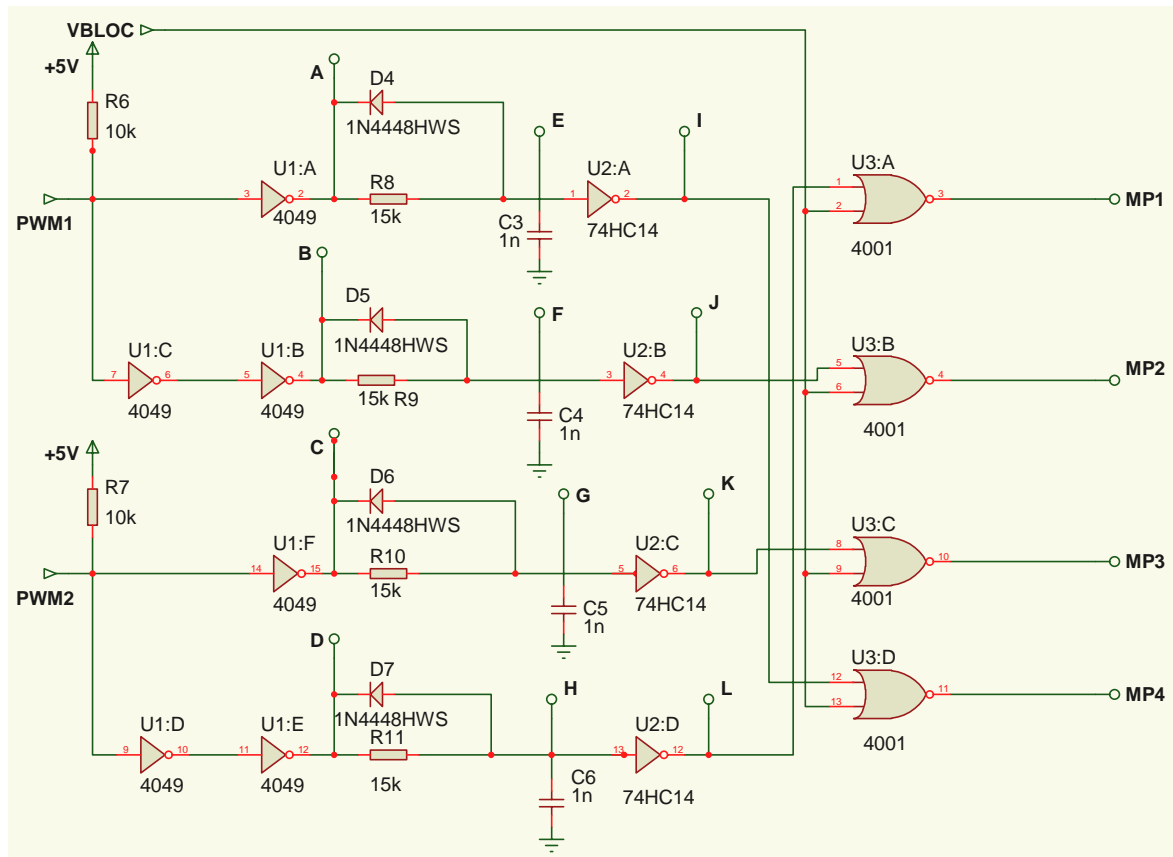 VBLOC
+5V
R6
10k
PWM1
A
D4
1N4448HWS
E
I
U1:A
3
2
4049
R8
15k
C3
1n
U2:A
1
2
74HC14
U3:A
1
2
3
4001
MP1
B
D5
1N4448HWS
F
J
U1:C
7
6
4049
U1:B
5
4
4049
15k R9
C4
1n
U2:B
3
4
74HC14
U3:B
5
6
4
4001
MP2
+5V
R7
10k
PWM2
C
D6
1N4448HWS
G
K
U1:F
14
15
4049
R10
15k
C5
1n
U2:C
5
6
74HC14
U3:C
8
9
10
4001
MP3
D
D7
1N4448HWS
H
L
U1:D
9
10
4049
U1:E
11
12
4049
R11
15k
C6
1n
U2:D
13
12
74HC14
U3:D
12
13
11
4001
MP4